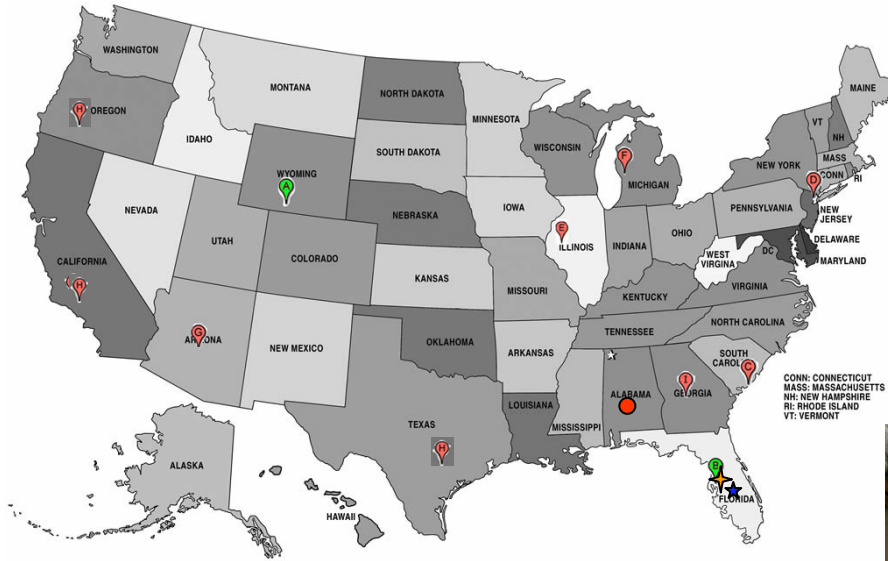 WASHINGTON
MAINE
MONTANA
NORTH DAKOTA
VT
NH
OREGON
H
MINNESOTA
IDAHO
WISCONSIN
SOUTH DAKOTA
MASS
NEW YORK
F
CONN
RI
WYOMING
A
MICHIGAN
D
IOWA
PENNSYLVANIA
NEW
JERSEY
NEVADA
NEBRASKA
E
ILLINOIS
INDIANA
OHIO
DELAWARE
UTAH
DC
MARYLAND
WEST
VIRGINA
CALIFORNIA
H
COLORADO
KANSAS
MISSOURI
VIRGINIA
KENTUCKY
NORTH CAROLINA
TENNESSEE
G
ARIZONA
NEW MEXICO
OKLAHOMA
ARKANSAS
SOUTH
CAROL
C
I
GEORGIA
ALABAMA
CONN: CONNECTICUT
MASS: MASSACHUSETTS
NH: NEW HAMPSHIRE
RI: RHODE ISLAND
VT: VERMONT
LOUISIANA
MISSISSIPPI
TEXAS
H
ALASKA
B
FLORIDA
HAWAII